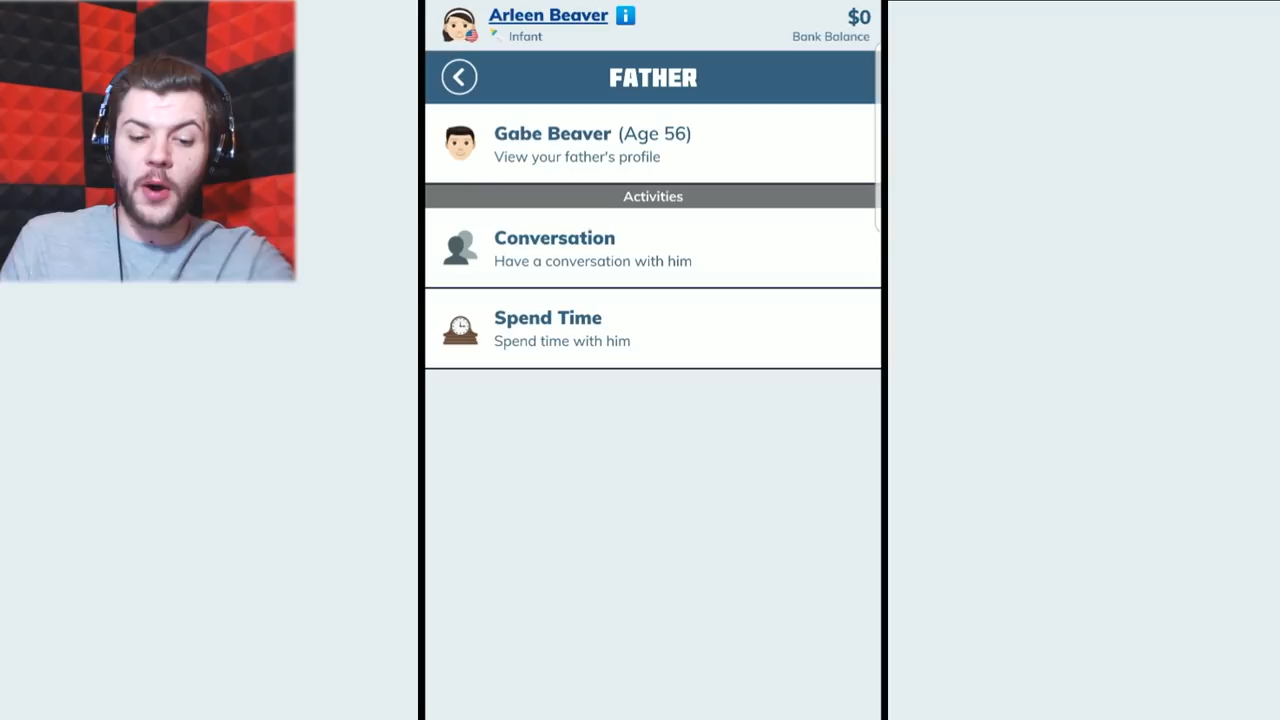 Arleen Beaver
Infant
$0
Bank Balance
FATHER
Gabe Beaver (Age 56)
View your father's profile
Activities
Conversation
Have a conversation with him
Spend Time
Spend time with him